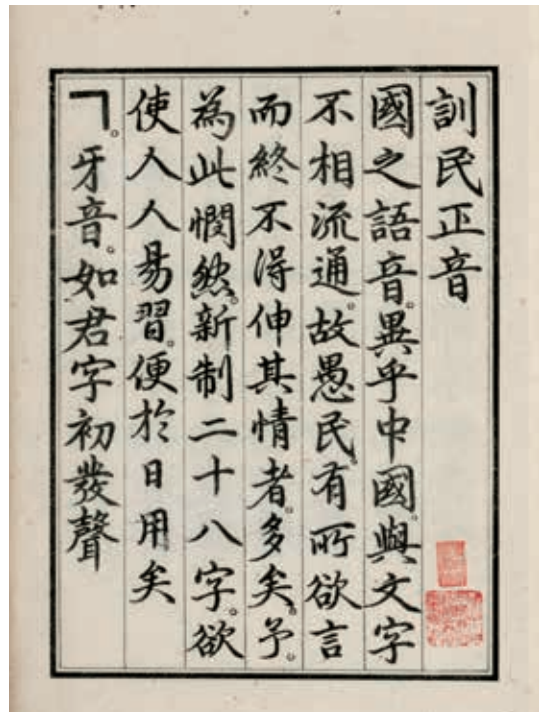 訓民正音
國之語音。異乎中國。與文字
不相流通。故愚民。有所欲言
而終不得伸其情者。多矣。予。
為此憫然。新制二十八字。欲
使人人易習。便於日用矣
ㄱ。牙音。如君字初發聲